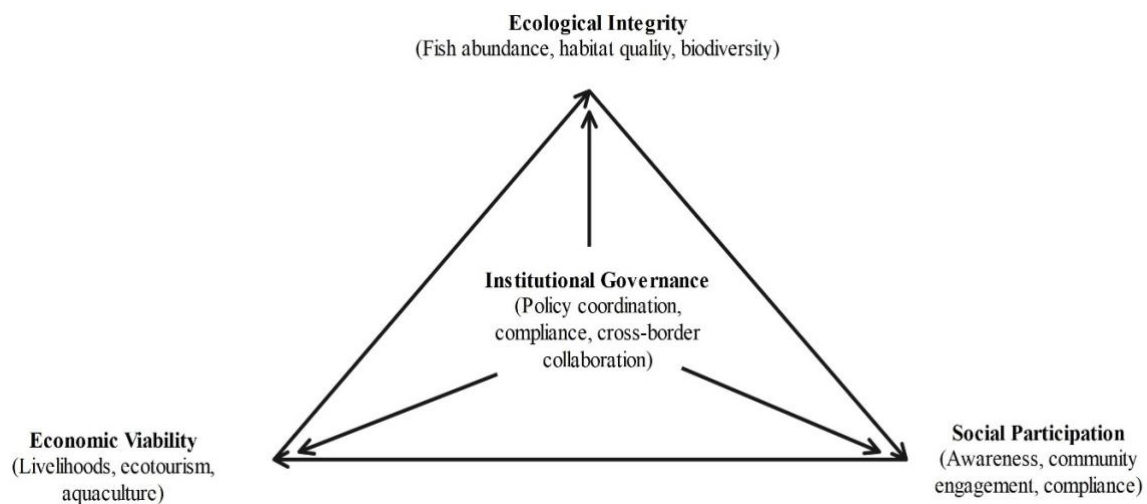 Ecological Integrity
(Fish abundance, habitat quality, biodiversity)
Institutional Governance
(Policy coordination,
compliance, cross-border
collaboration)
Economic Viability
(Livelihoods, ecotourism,
aquaculture)
Social Participation
(Awareness, community
engagement, compliance)